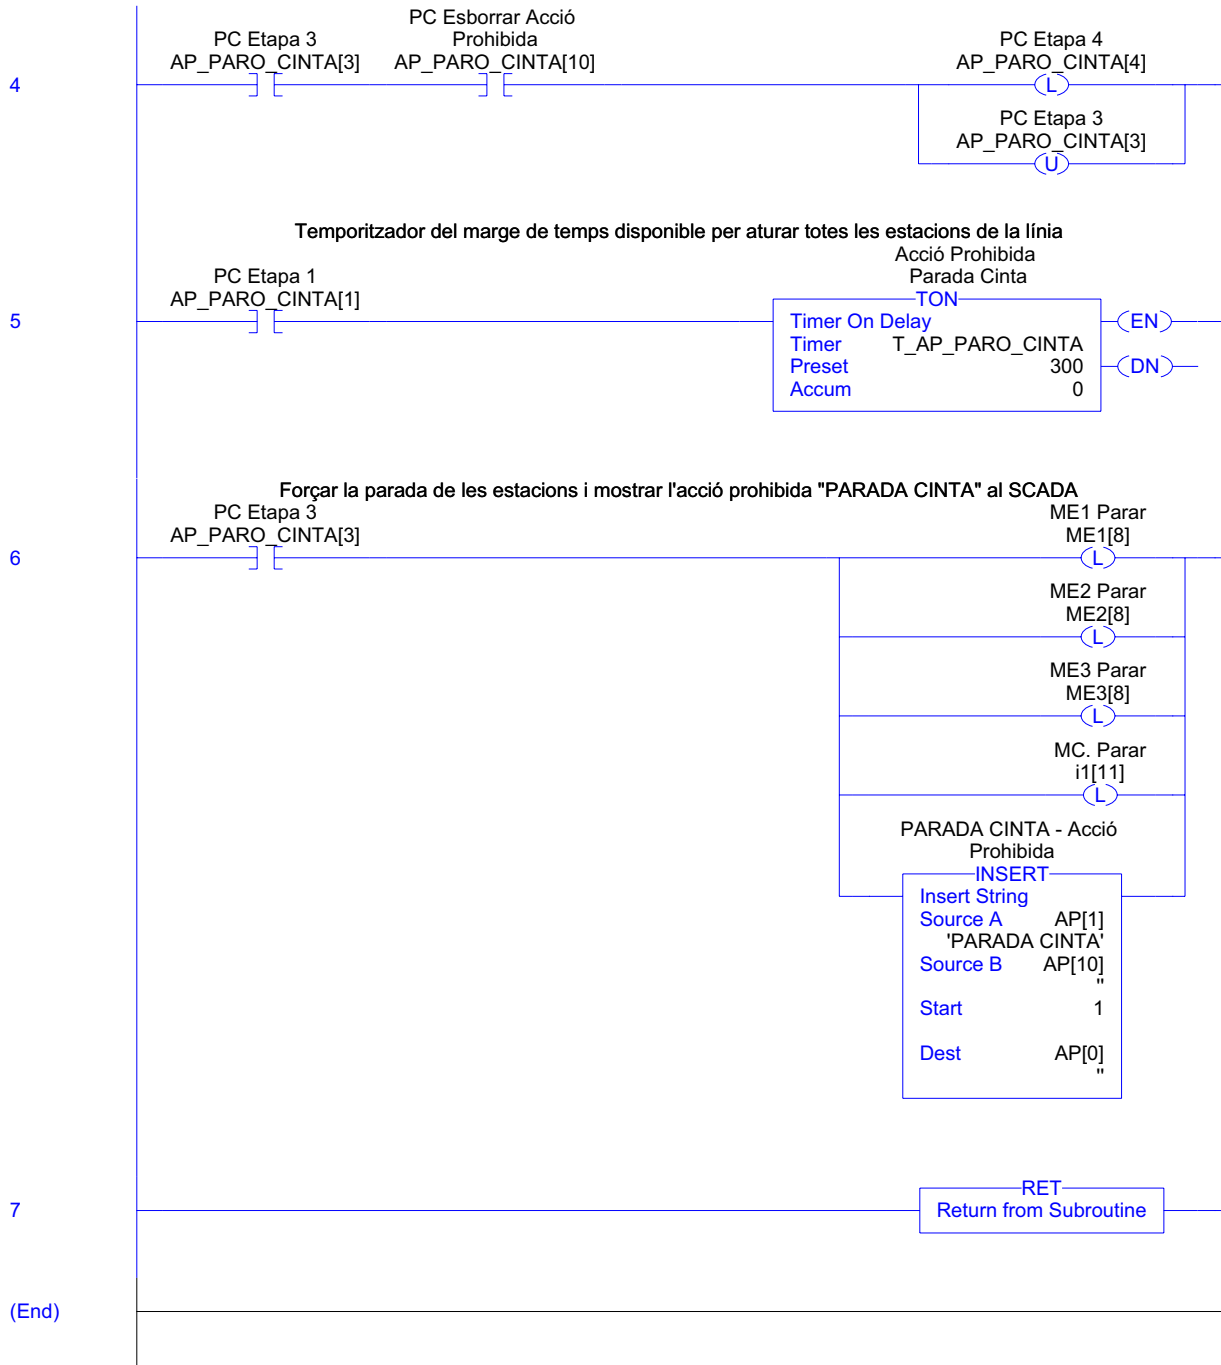 PC Esborrar Acció
PC Etapa 3 Prohibida PC Etapa 4
AP_PARO_CINTA[3] AP_PARO_CINTA[10] AP_PARO_CINTA[4]
4 L
PC Etapa 3
AP_PARO_CINTA[3]
U
Temporitzador del marge de temps disponible per aturar totes les estacions de la línia
Acció Prohibida
PC Etapa 1 Parada Cinta
AP_PARO_CINTA[1] TON
5 Timer On Delay EN
Timer T_AP_PARO_CINTA
Preset 300 DN
Accum 0
Forçar la parada de les estacions i mostrar l'acció prohibida "PARADA CINTA" al SCADA
PC Etapa 3 ME1 Parar
AP_PARO_CINTA[3] ME1[8]
6 L
ME2 Parar
ME2[8]
L
ME3 Parar
ME3[8]
L
MC. Parar
i1[11]
L
PARADA CINTA - Acció
Prohibida
INSERT
Insert String
Source A AP[1]
'PARADA CINTA'
Source B AP[10]
''
Start 1
Dest AP[0]
''
RET
7 Return from Subroutine
(End)